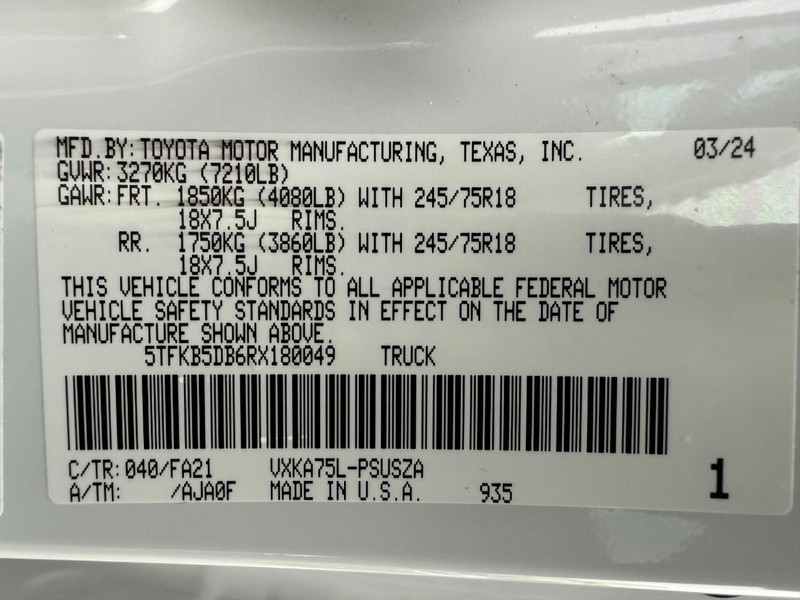 MFD. BY: TOYOTA MOTOR MANUFACTURING, TEXAS, INC. 03/24
GVWR: 3270KG (7210LB)
GAWR: FRT. 1850KG (4080LB) WITH 245/75R18 TIRES,
18X7.5J RIMS.
RR. 1750KG (3860LB) WITH 245/75R18 TIRES,
18X7.5J RIMS.
THIS VEHICLE CONFORMS TO ALL APPLICABLE FEDERAL MOTOR
VEHICLE SAFETY STANDARDS IN EFFECT ON THE DATE OF
MANUFACTURE SHOWN ABOVE.
5TFKB5DB6RX180049 TRUCK
C/TR: 040/FA21 VXKA75L-PSUSZA
A/TM: /AJA0F MADE IN U.S.A. 935 1